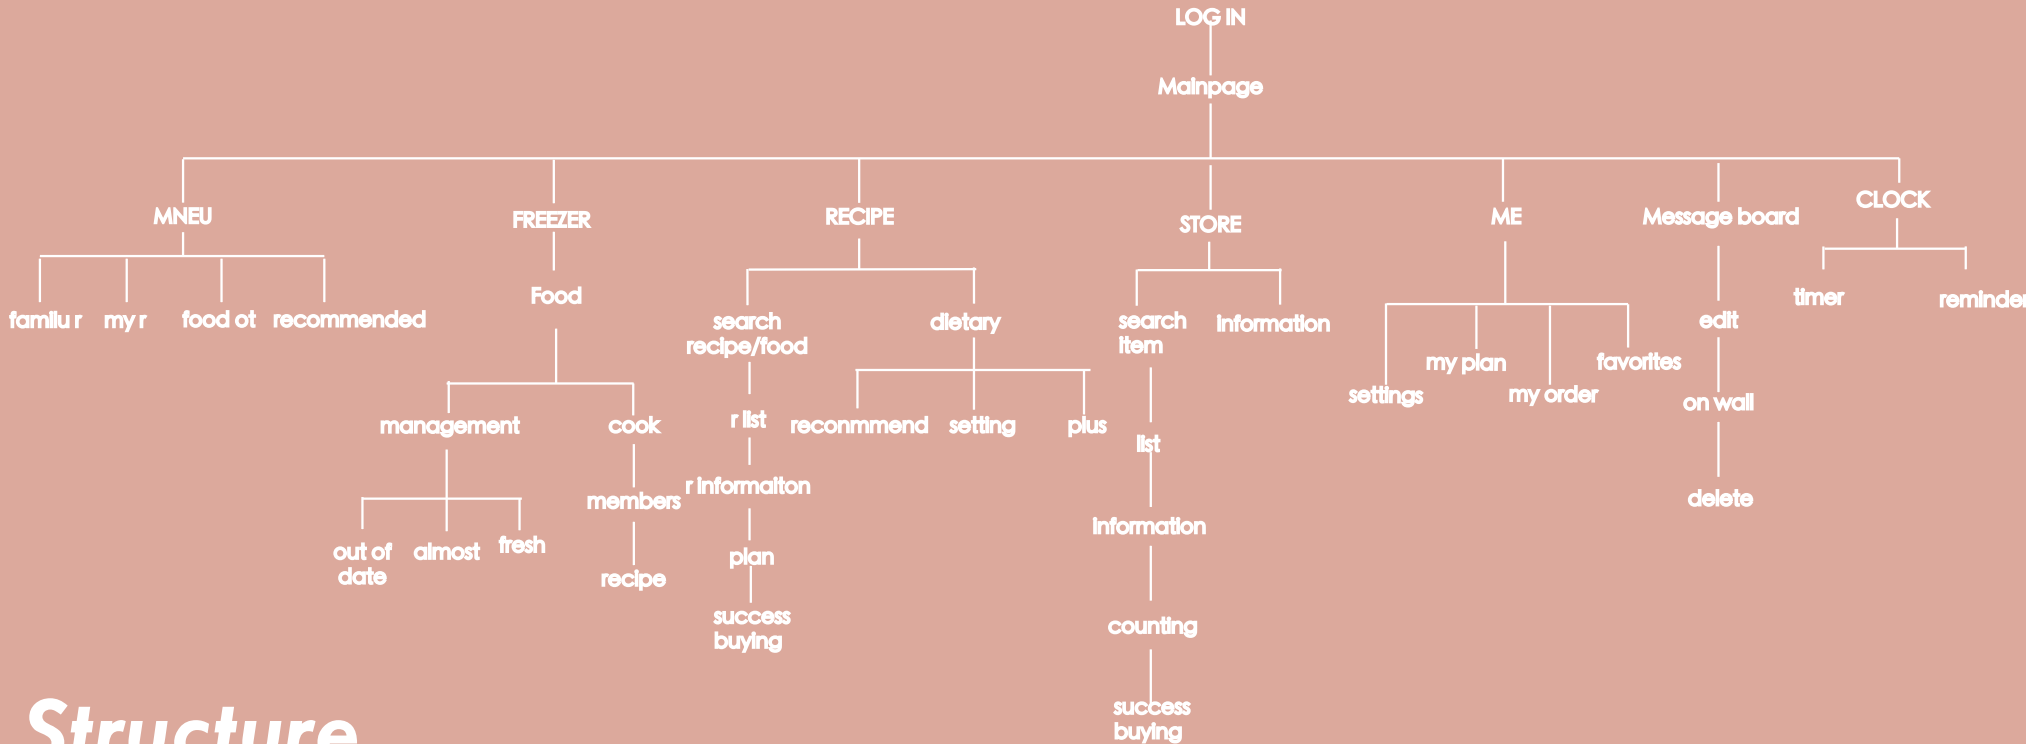 LOG IN
Mainpage
MNEU
FREEZER
RECIPE
STORE
ME
Message board
CLOCK
familu r
my r
food ot
recommended
Food
search
recipe/food
dietary
search
item
information
settings
my plan
my order
favorites
edit
timer
reminder
management
cook
r list
reconmmend
setting
plus
list
on wall
out of
date
almost
fresh
members
recipe
r informaiton
plan
success
buying
information
counting
success
buying
delete
Structure